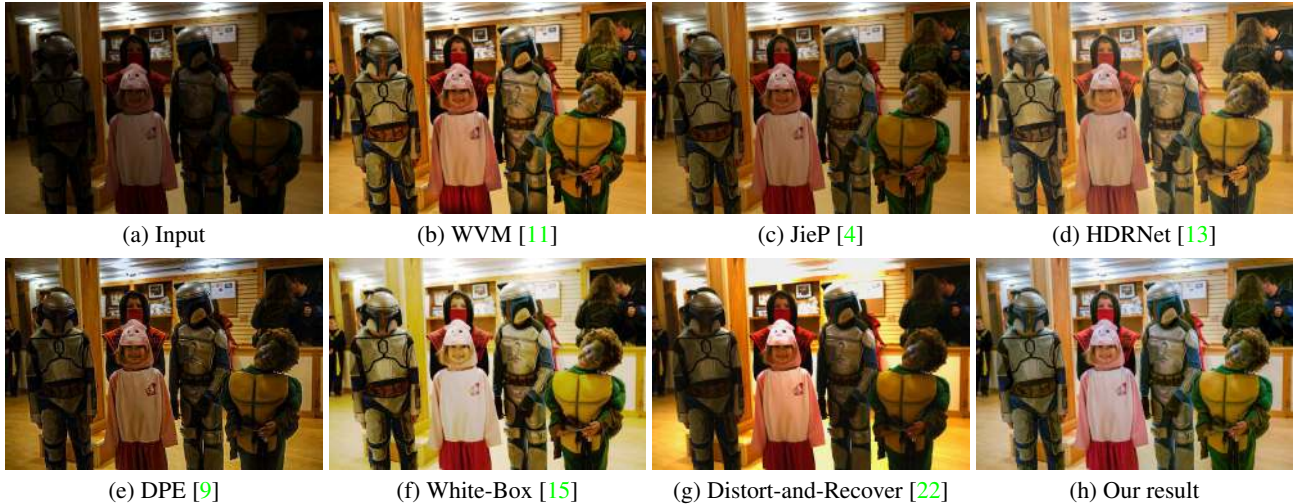 (a) Input
(b) WVM [11]
(c) JieP [4]
(d) HDRNet [13]
(e) DPE [9]
(f) White-Box [15]
(g) Distort-and-Recover [22]
(h) Our result